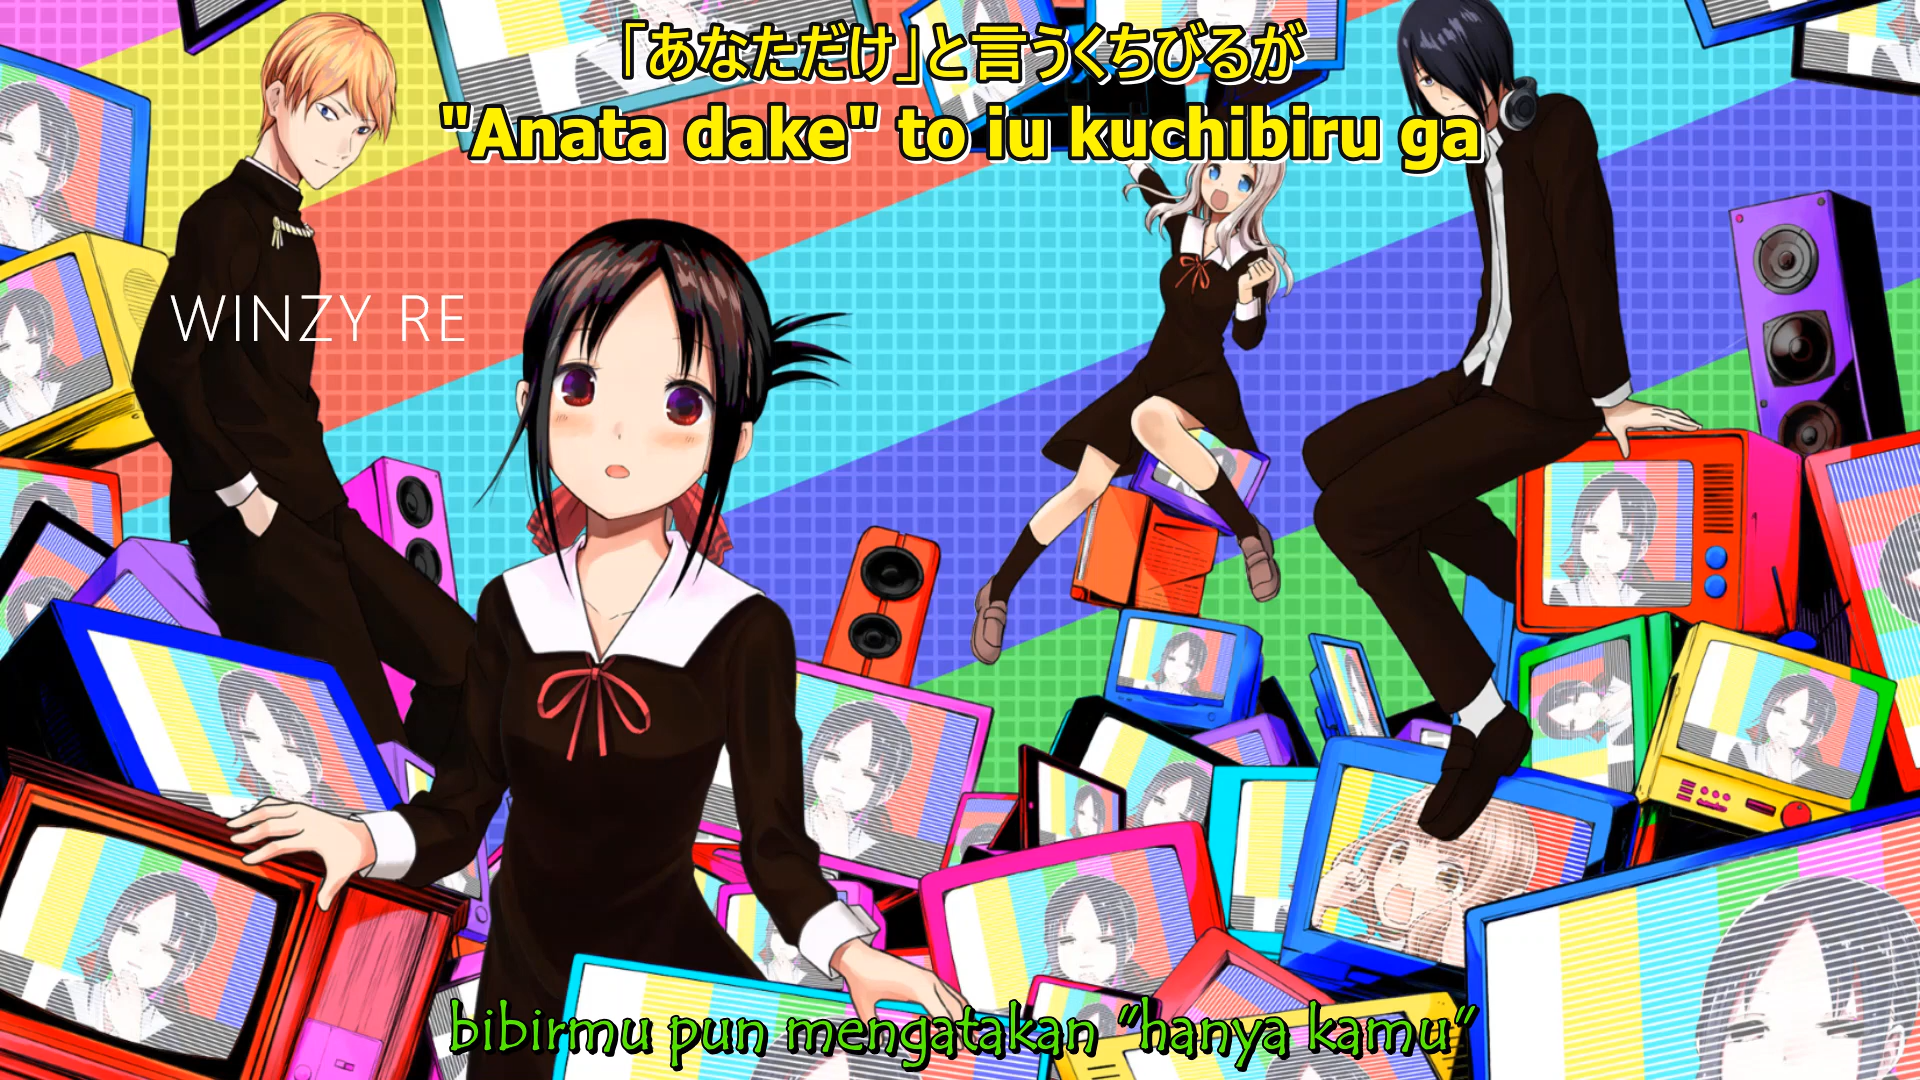 「あなただけ」と言うくちびるが
"Anata dake" to iu kuchibiru ga
WINZY RE
bibirmu pun mengatakan "hanya kamu"